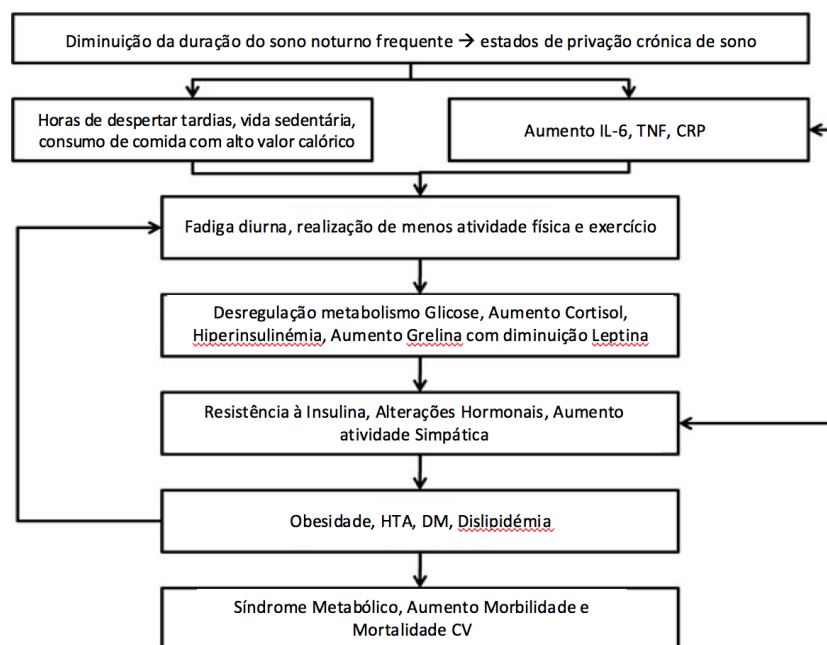 Diminuição da duração do sono noturno frequente → estados de privação crónica de sono
Horas de despertar tardias, vida sedentária,
consumo de comida com alto valor calórico
Aumento IL-6, TNF, CRP
Fadiga diurna, realização de menos atividade física e exercício
Desregulação metabolismo Glicose, Aumento Cortisol,
Hiperinsulinémia, Aumento Grelina com diminuição Leptina
Resistência à Insulina, Alterações Hormonais, Aumento
atividade Simpática
Obesidade, HTA, DM, Dislipidémia
Síndrome Metabólico, Aumento Morbilidade e
Mortalidade CV